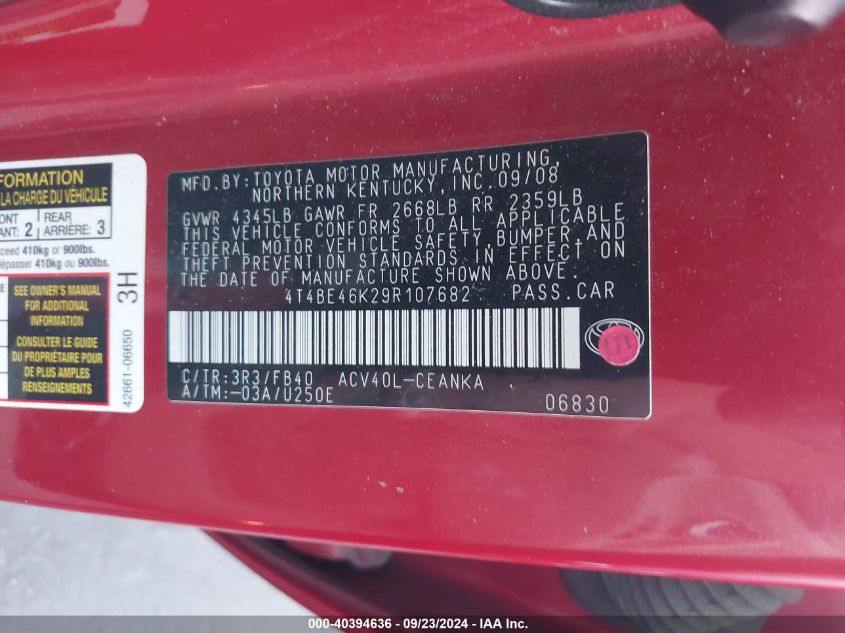 FORMATION
LA CHARGE DU VÉHICULE
2
REAR
ARRIÈRE: 3
exceed 410kg or 900lbs.
dépasser 410kg ou 900lbs.
SEE OWNER'S MANUAL
FOR ADDITIONAL
INFORMATION
CONSULTER LE GUIDE
DU PROPRIÉTAIRE POUR
DE PLUS AMPLES
RENSEIGNEMENTS
3H
42661-06650
MFD. BY: TOYOTA MOTOR MANUFACTURING,
NORTHERN KENTUCKY, INC. 09/08
GVWR 4345LB GAWR FR 2668LB RR 2359LB
THIS VEHICLE CONFORMS TO ALL APPLICABLE
FEDERAL MOTOR VEHICLE SAFETY, BUMPER, AND
THEFT PREVENTION STANDARDS IN EFFECT ON
THE DATE OF MANUFACTURE SHOWN ABOVE.
4T4BE46K29R107682 PASS.CAR
C/TR:3R3/FB40 ACV40L-CEANKA
A/TM:-03A/U250E 06830
000-40394636 - 09/23/2024 - IAAI Inc.